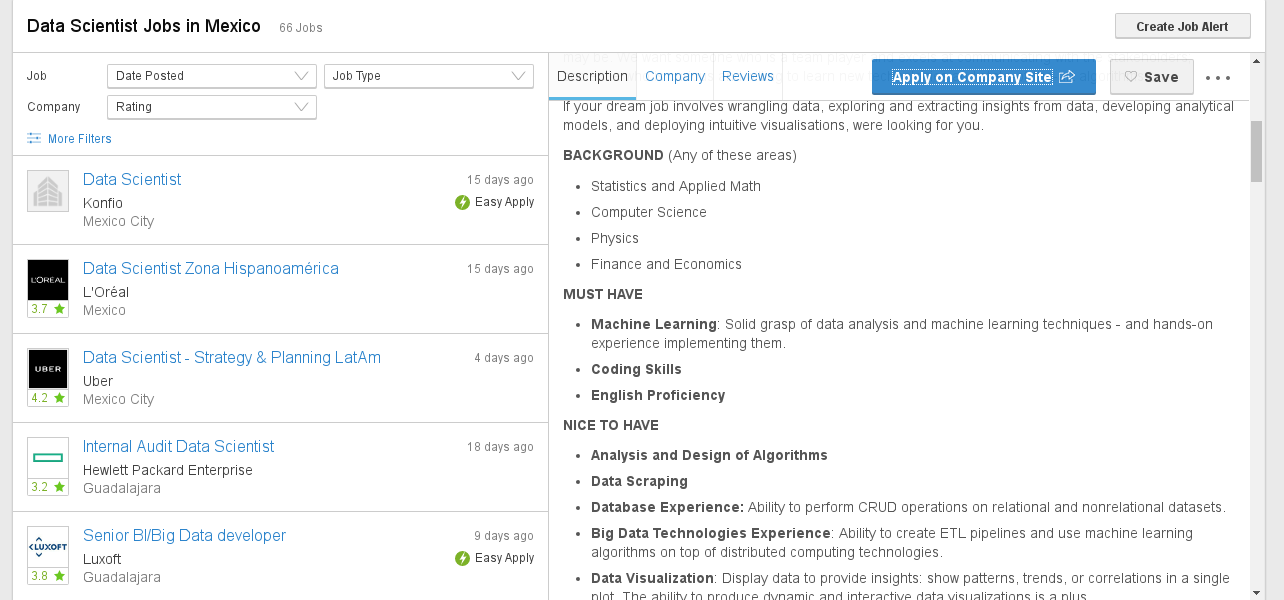 Data Scientist Jobs in Mexico 66 Jobs
Create Job Alert
Job
Date Posted
Job Type
Company
Rating
More Filters
Data Scientist
15 days ago
Konfio
Easy Apply
Mexico City
L'ORÉAL
3.7 ★
Data Scientist Zona Hispanoamérica
15 days ago
L'Oréal
Mexico
UBER
4.2 ★
Data Scientist - Strategy & Planning LatAm
4 days ago
Uber
Mexico City
3.2 ★
Internal Audit Data Scientist
18 days ago
Hewlett Packard Enterprise
Guadalajara
LUXOFT
3.8 ★
Senior BI/Big Data developer
9 days ago
Luxoft
Easy Apply
Guadalajara
Description
Company
Reviews
Apply on Company Site
Save
If your dream job involves wrangling data, exploring and extracting insights from data, developing analytical
models, and deploying intuitive visualisations, were looking for you.
BACKGROUND (Any of these areas)
• Statistics and Applied Math
• Computer Science
• Physics
• Finance and Economics
MUST HAVE
• Machine Learning: Solid grasp of data analysis and machine learning techniques - and hands-on
experience implementing them.
• Coding Skills
• English Proficiency
NICE TO HAVE
• Analysis and Design of Algorithms
• Data Scraping
• Database Experience: Ability to perform CRUD operations on relational and nonrelational datasets.
• Big Data Technologies Experience: Ability to create ETL pipelines and use machine learning
algorithms on top of distributed computing technologies.
• Data Visualization: Display data to provide insights: show patterns, trends, or correlations in a single
plot. The ability to produce dynamic and interactive data visualizations is a plus.